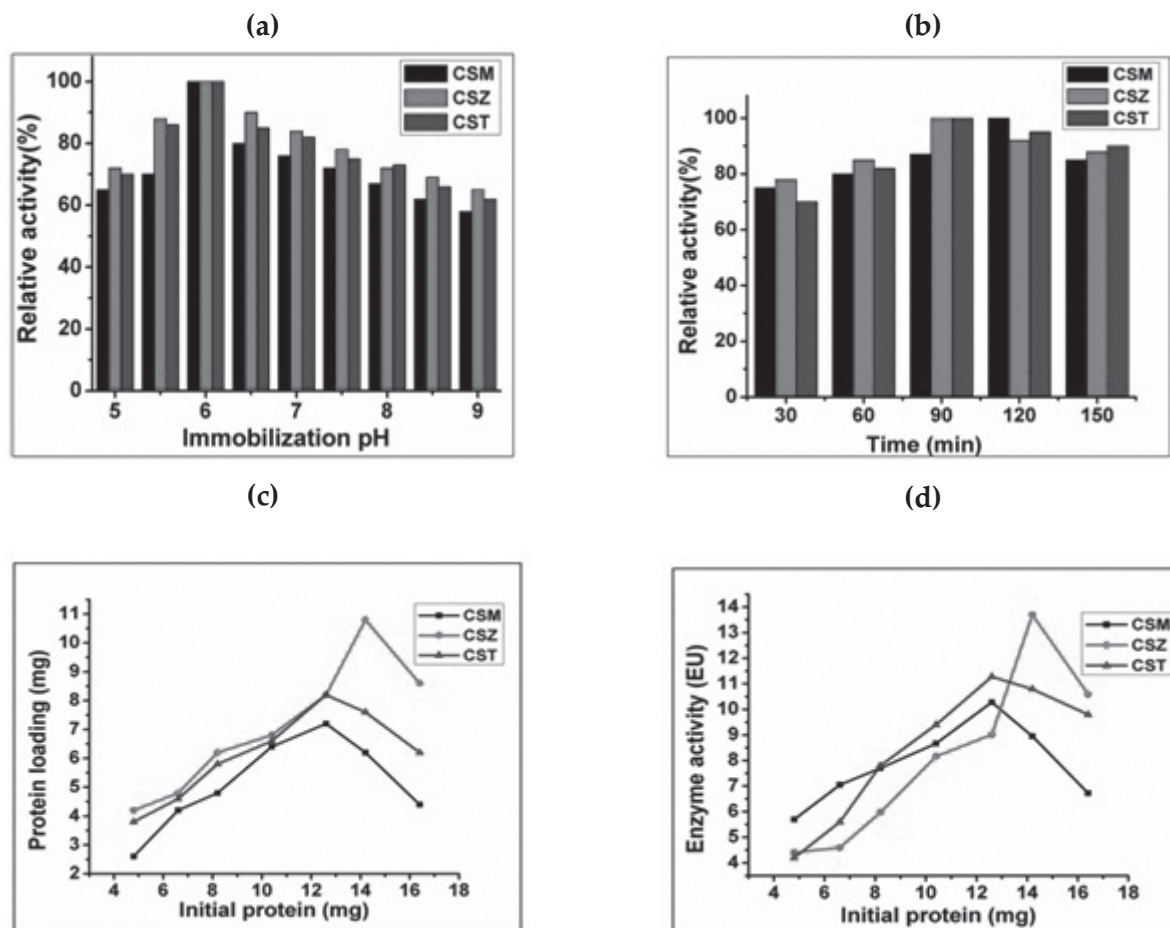 (a)
Relative activity(%)
100
80
60
40
20
0
CSM
CSZ
CST
5 6 7 8 9
Immobilization pH
(b)
Relative activity(%)
100
80
60
40
20
0
CSM
CSZ
CST
30 60 90 120 150
Time (min)
(c)
Protein loading (mg)
11
10
9
8
7
6
5
4
3
2
CSM
CSZ
CST
4 6 8 10 12 14 16 18
Initial protein (mg)
(d)
Enzyme activity (EU)
14
13
12
11
10
9
8
7
6
5
4
CSM
CSZ
CST
4 6 8 10 12 14 16 18
Initial protein (mg)